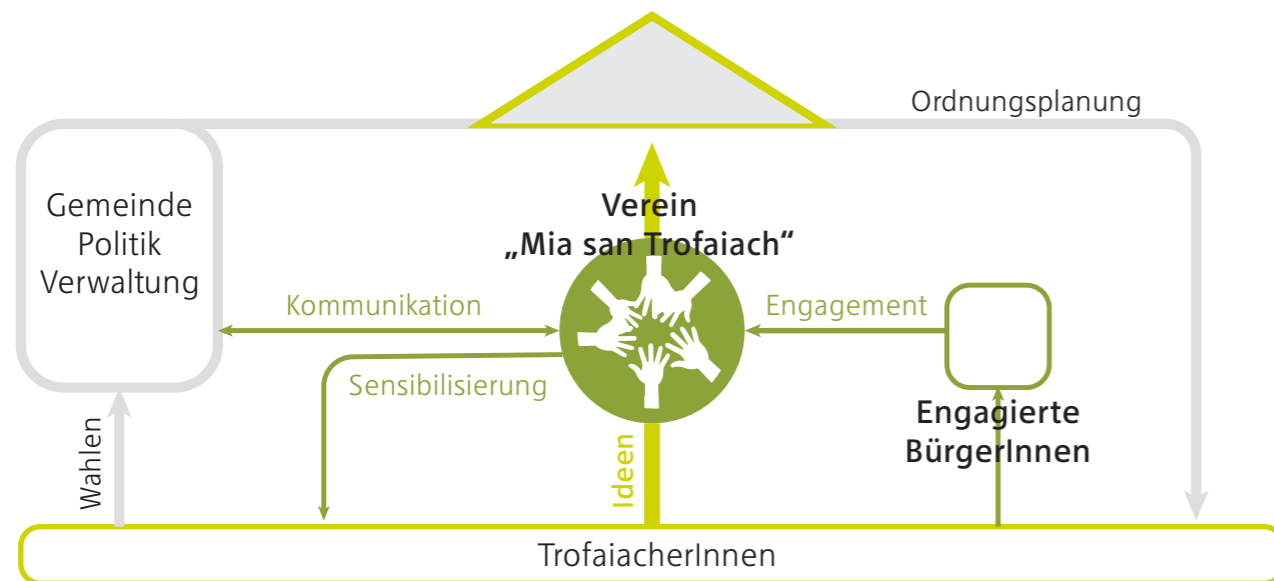 Ordnungsplanung
Gemeinde
Politik
Verwaltung
Verein
„Mia san Trofaiach“
Kommunikation
Engagement
Sensibilisierung
Engagierte
BürgerInnen
Wahlen
Ideen
TrofaiacherInnen